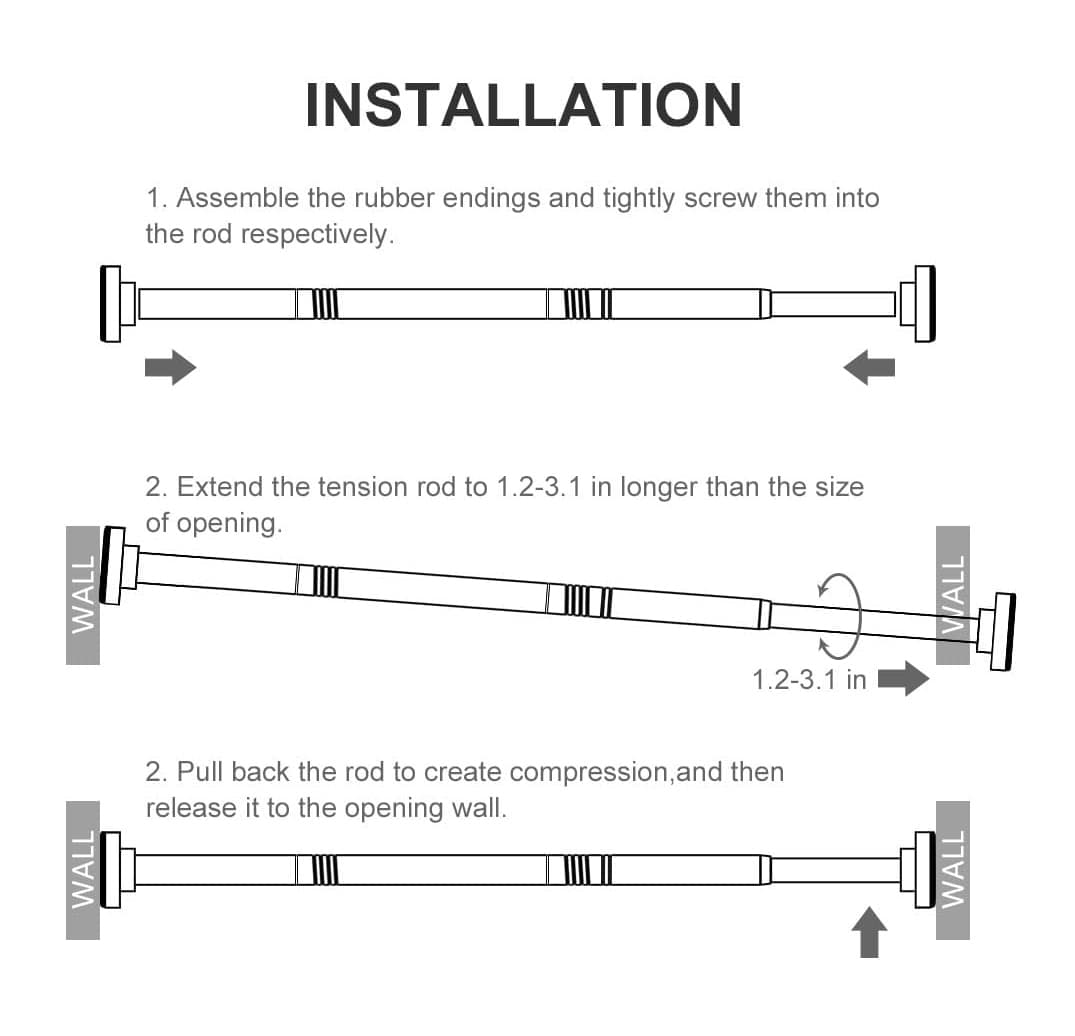 INSTALLATION
1. Assemble the rubber endings and tightly screw them into
the rod respectively.
2. Extend the tension rod to 1.2-3.1 in longer than the size
of opening.
WALL
WALL
1.2-3.1 in
2. Pull back the rod to create compression,and then
release it to the opening wall.
WALL
WALL